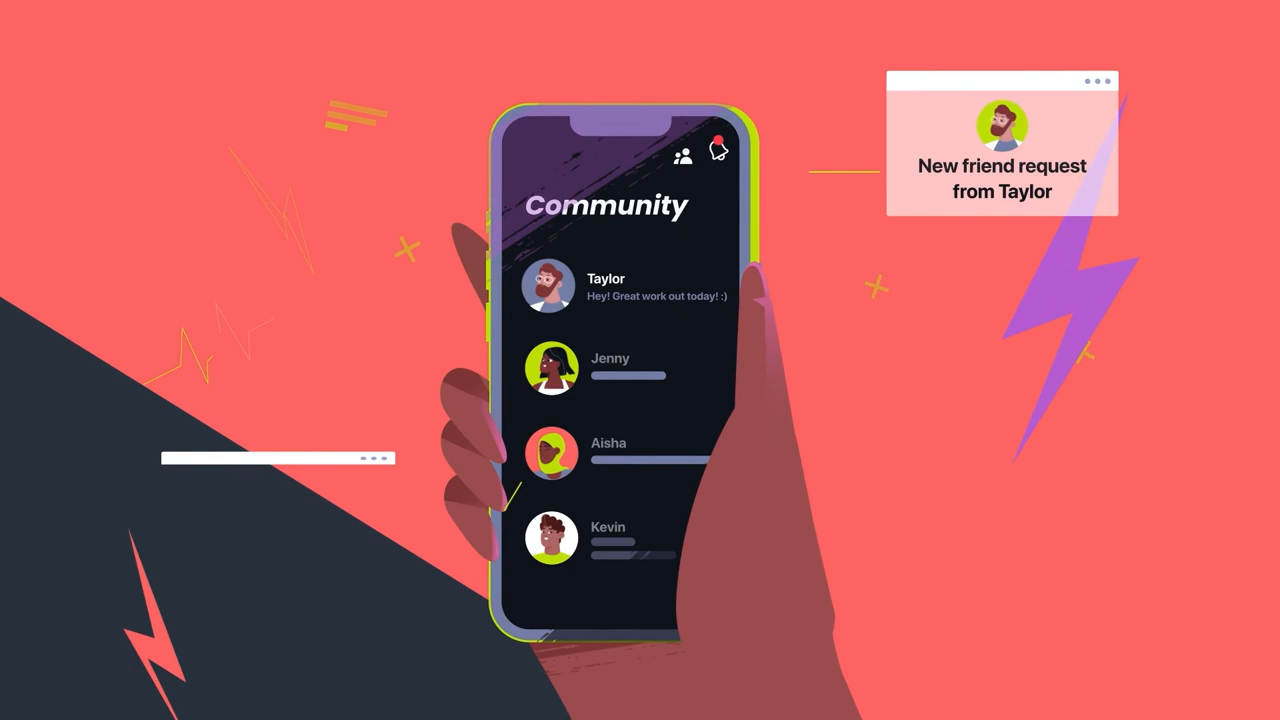 New friend request
from Taylor
Community
Taylor
Hey! Great work out today! :)
Jenny
Aisha
Kevin